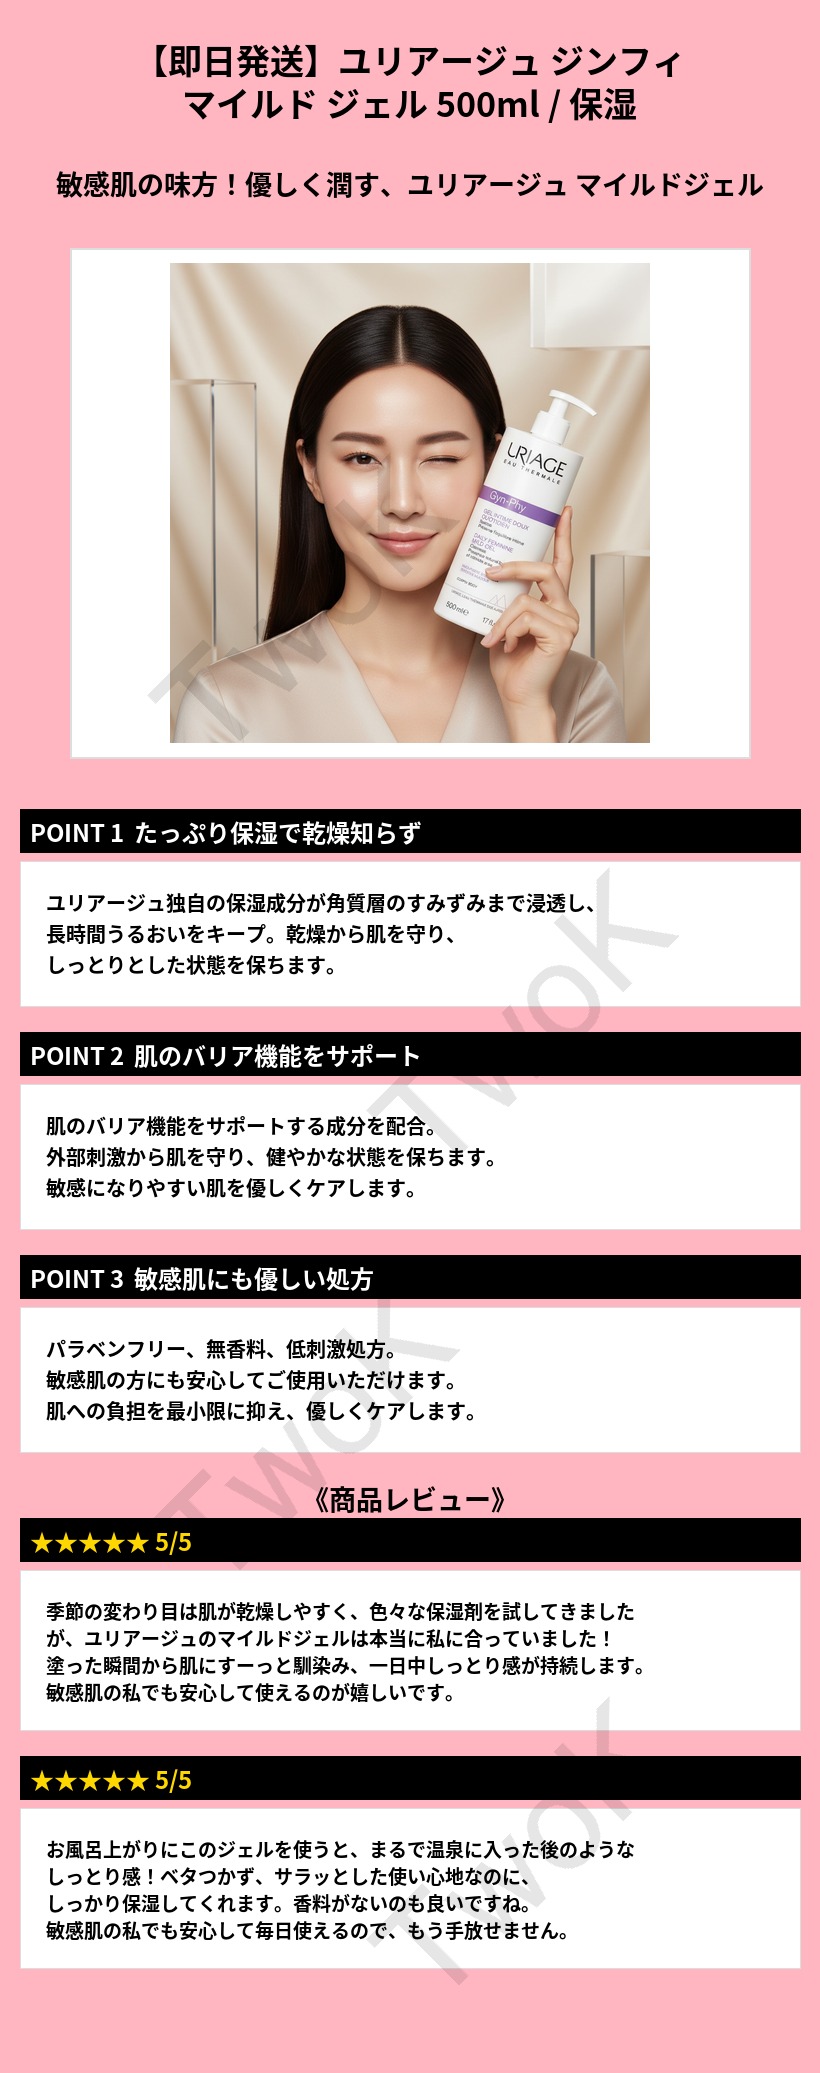 【即日発送】ユリアージュ ジンフィ
マイルド ジェル 500ml / 保湿
敏感肌の味方！優しく潤す、ユリアージュ マイルドジェル
URIAGE
EAU THERMALE
Gyn-Phy
GEL INTIME DOUX
QUOTIDIEN
DAILY FEMININE
MILD GEL
500 ml e
17 fl.
TwoK
POINT 1 たっぷり保湿で乾燥知らず
ユリアージュ独自の保湿成分が角質層のすみずみまで浸透し、
長時間うるおいをキープ。乾燥から肌を守り、
しっとりとした状態を保ちます。
TwoK
POINT 2 肌のバリア機能をサポート
肌のバリア機能をサポートする成分を配合。
外部刺激から肌を守り、健やかな状態を保ちます。
敏感になりやすい肌を優しくケアします。
POINT 3 敏感肌にも優しい処方
パラベンフリー、無香料、低刺激処方。
敏感肌の方にも安心してご使用いただけます。
肌への負担を最小限に抑え、優しくケアします。
TwoK
《商品レビュー》
★★★★★ 5/5
季節の変わり目は肌が乾燥しやすく、色々な保湿剤を試してきました
が、ユリアージュのマイルドジェルは本当に私に合っていました！
塗った瞬間から肌にすーっと馴染み、一日中しっとり感が持続します。
敏感肌の私でも安心して使えるのが嬉しいです。
★★★★★ 5/5
お風呂上がりにこのジェルを使うと、まるで温泉に入った後のような
しっとり感！ベタつかず、サラッとした使い心地なのに、
しっかり保湿してくれます。香料がないのも良いですね。
敏感肌の私でも安心して毎日使えるので、もう手放せません。
TwoK